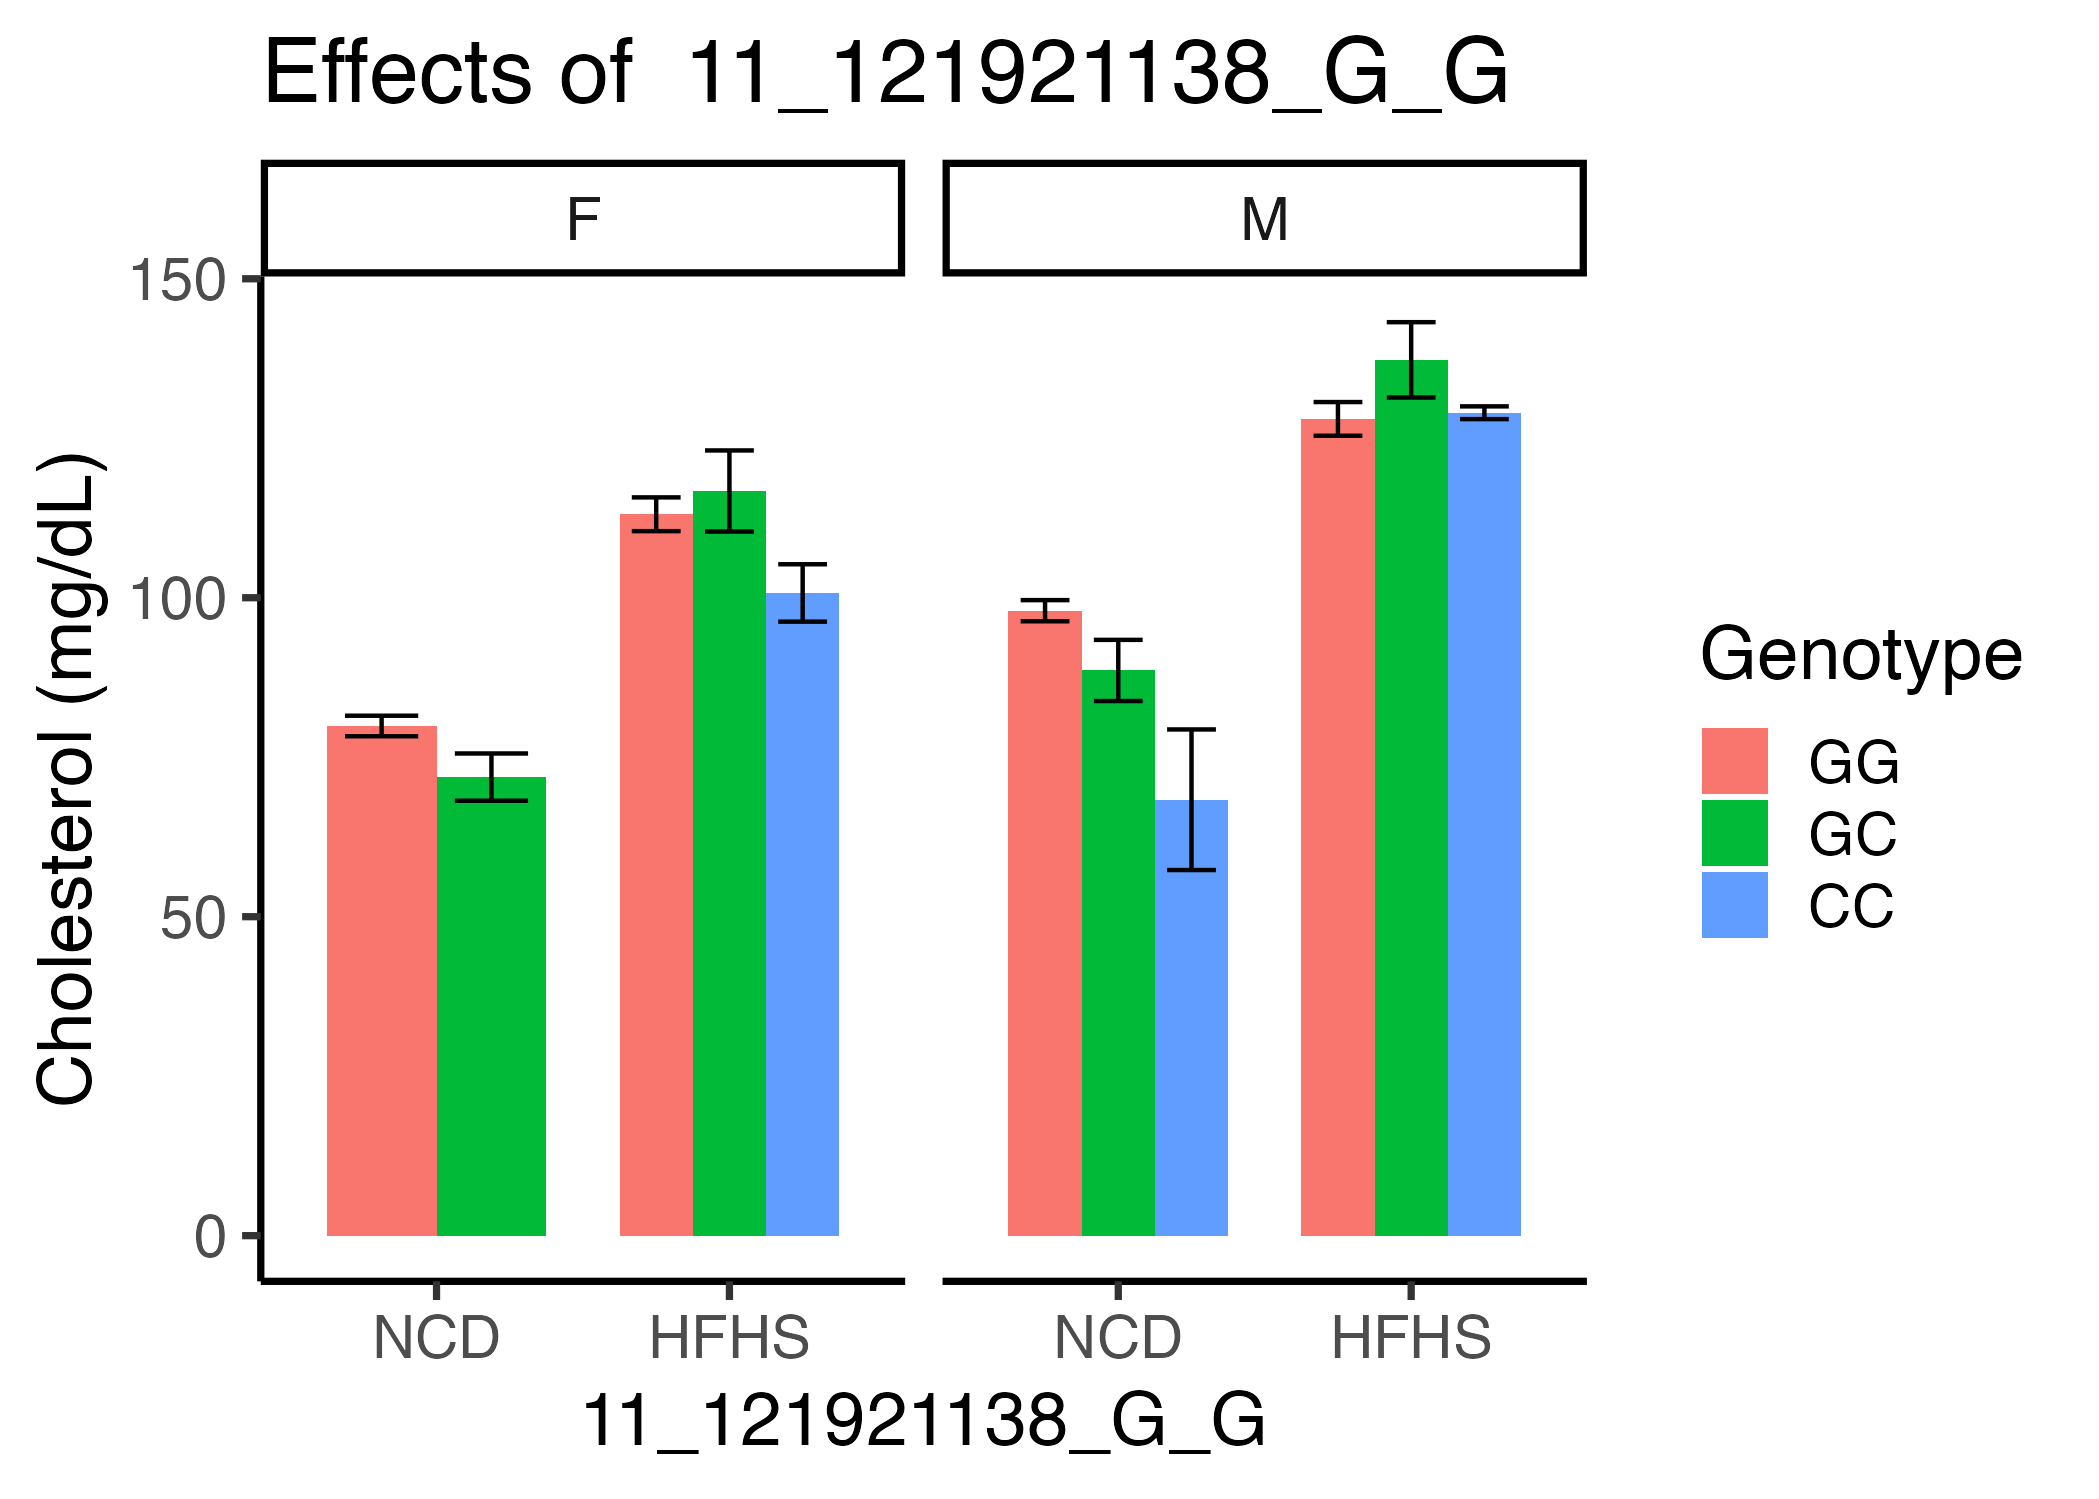 Effects of  11_121921138_G_G
F
M
150
100
50
0
Cholesterol (mg/dL)
NCD
HFHS
NCD
HFHS
11_121921138_G_G
Genotype
GG
GC
CC